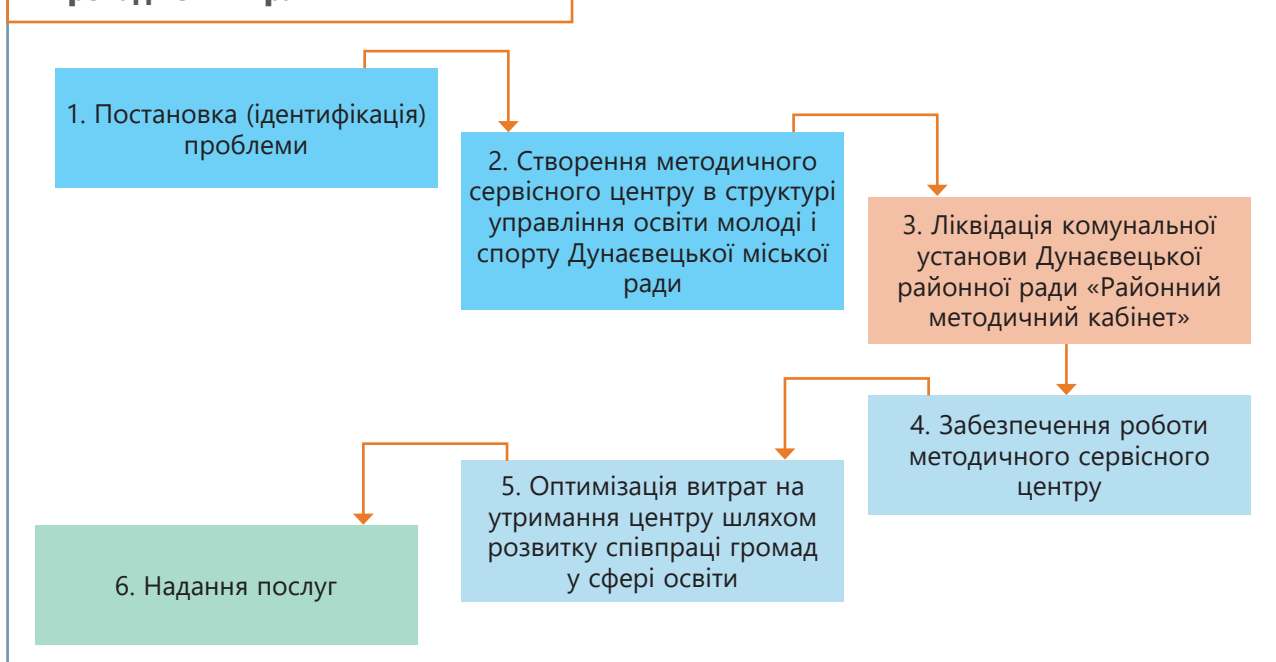 1. Постановка (ідентифікація)
проблеми
2. Створення методичного
сервісного центру в структурі
управління освіти молоді і
спорту Дунаєвецької міської
ради
3. Ліквідація комунальної
установи Дунаєвецької
районної ради «Районний
методичний кабінет»
4. Забезпечення роботи
методичного сервісного
центру
5. Оптимізація витрат на
утримання центру шляхом
розвитку співпраці громад
у сфері освіти
6. Надання послуг